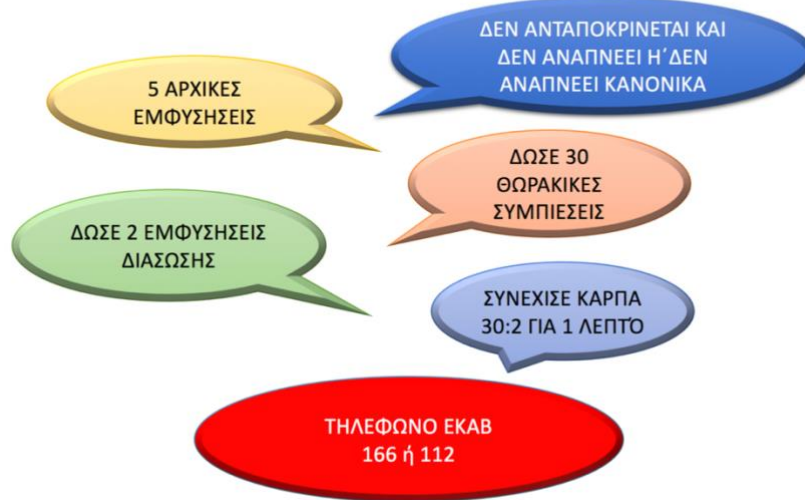 ΔΕΝ ΑΝΤΑΠΟΚΡΙΝΕΤΑΙ ΚΑΙ
ΔΕΝ ΑΝΑΠΝΕΕΙ Η΄ΔΕΝ
ΑΝΑΠΝΕΕΙ ΚΑΝΟΝΙΚΑ
5 ΑΡΧΙΚΕΣ
ΕΜΦΥΣΗΣΕΙΣ
ΔΩΣΕ 30
ΘΩΡΑΚΙΚΕΣ
ΣΥΜΠΙΕΣΕΙΣ
ΔΩΣΕ 2 ΕΜΦΥΣΗΣΕΙΣ
ΔΙΑΣΩΣΗΣ
ΣΥΝΕΧΙΣΕ ΚΑΡΠΑ
30:2 ΓΙΑ 1 ΛΕΠΤΌ
ΤΗΛΕΦΩΝΟ ΕΚΑΒ
166 ή 112